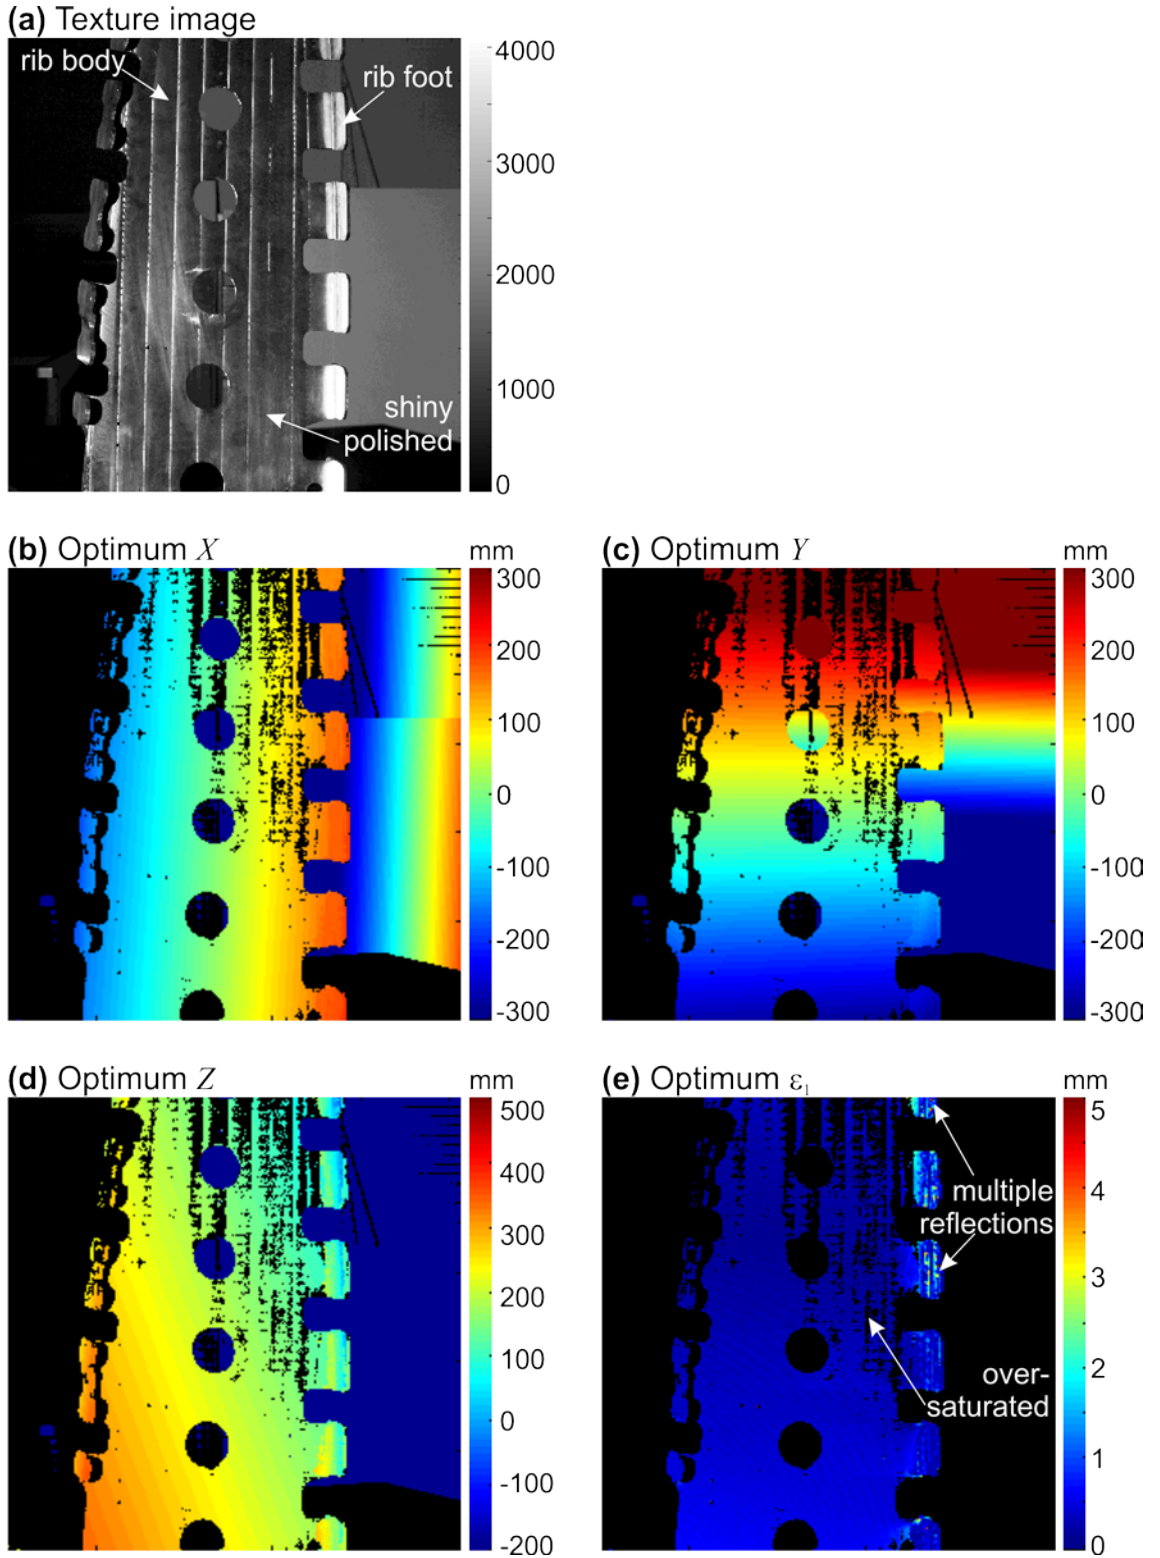 (a) Texture image
rib body
rib foot
shiny
polished
4000
3000
2000
1000
0
(b) Optimum X
mm
300
200
100
0
-100
-200
-300
(c) Optimum Y
mm
300
200
100
0
-100
-200
-300
(d) Optimum Z
mm
500
400
300
200
100
0
-100
-200
(e) Optimum ε₁
mm
multiple
reflections
over-
saturated
5
4
3
2
1
0